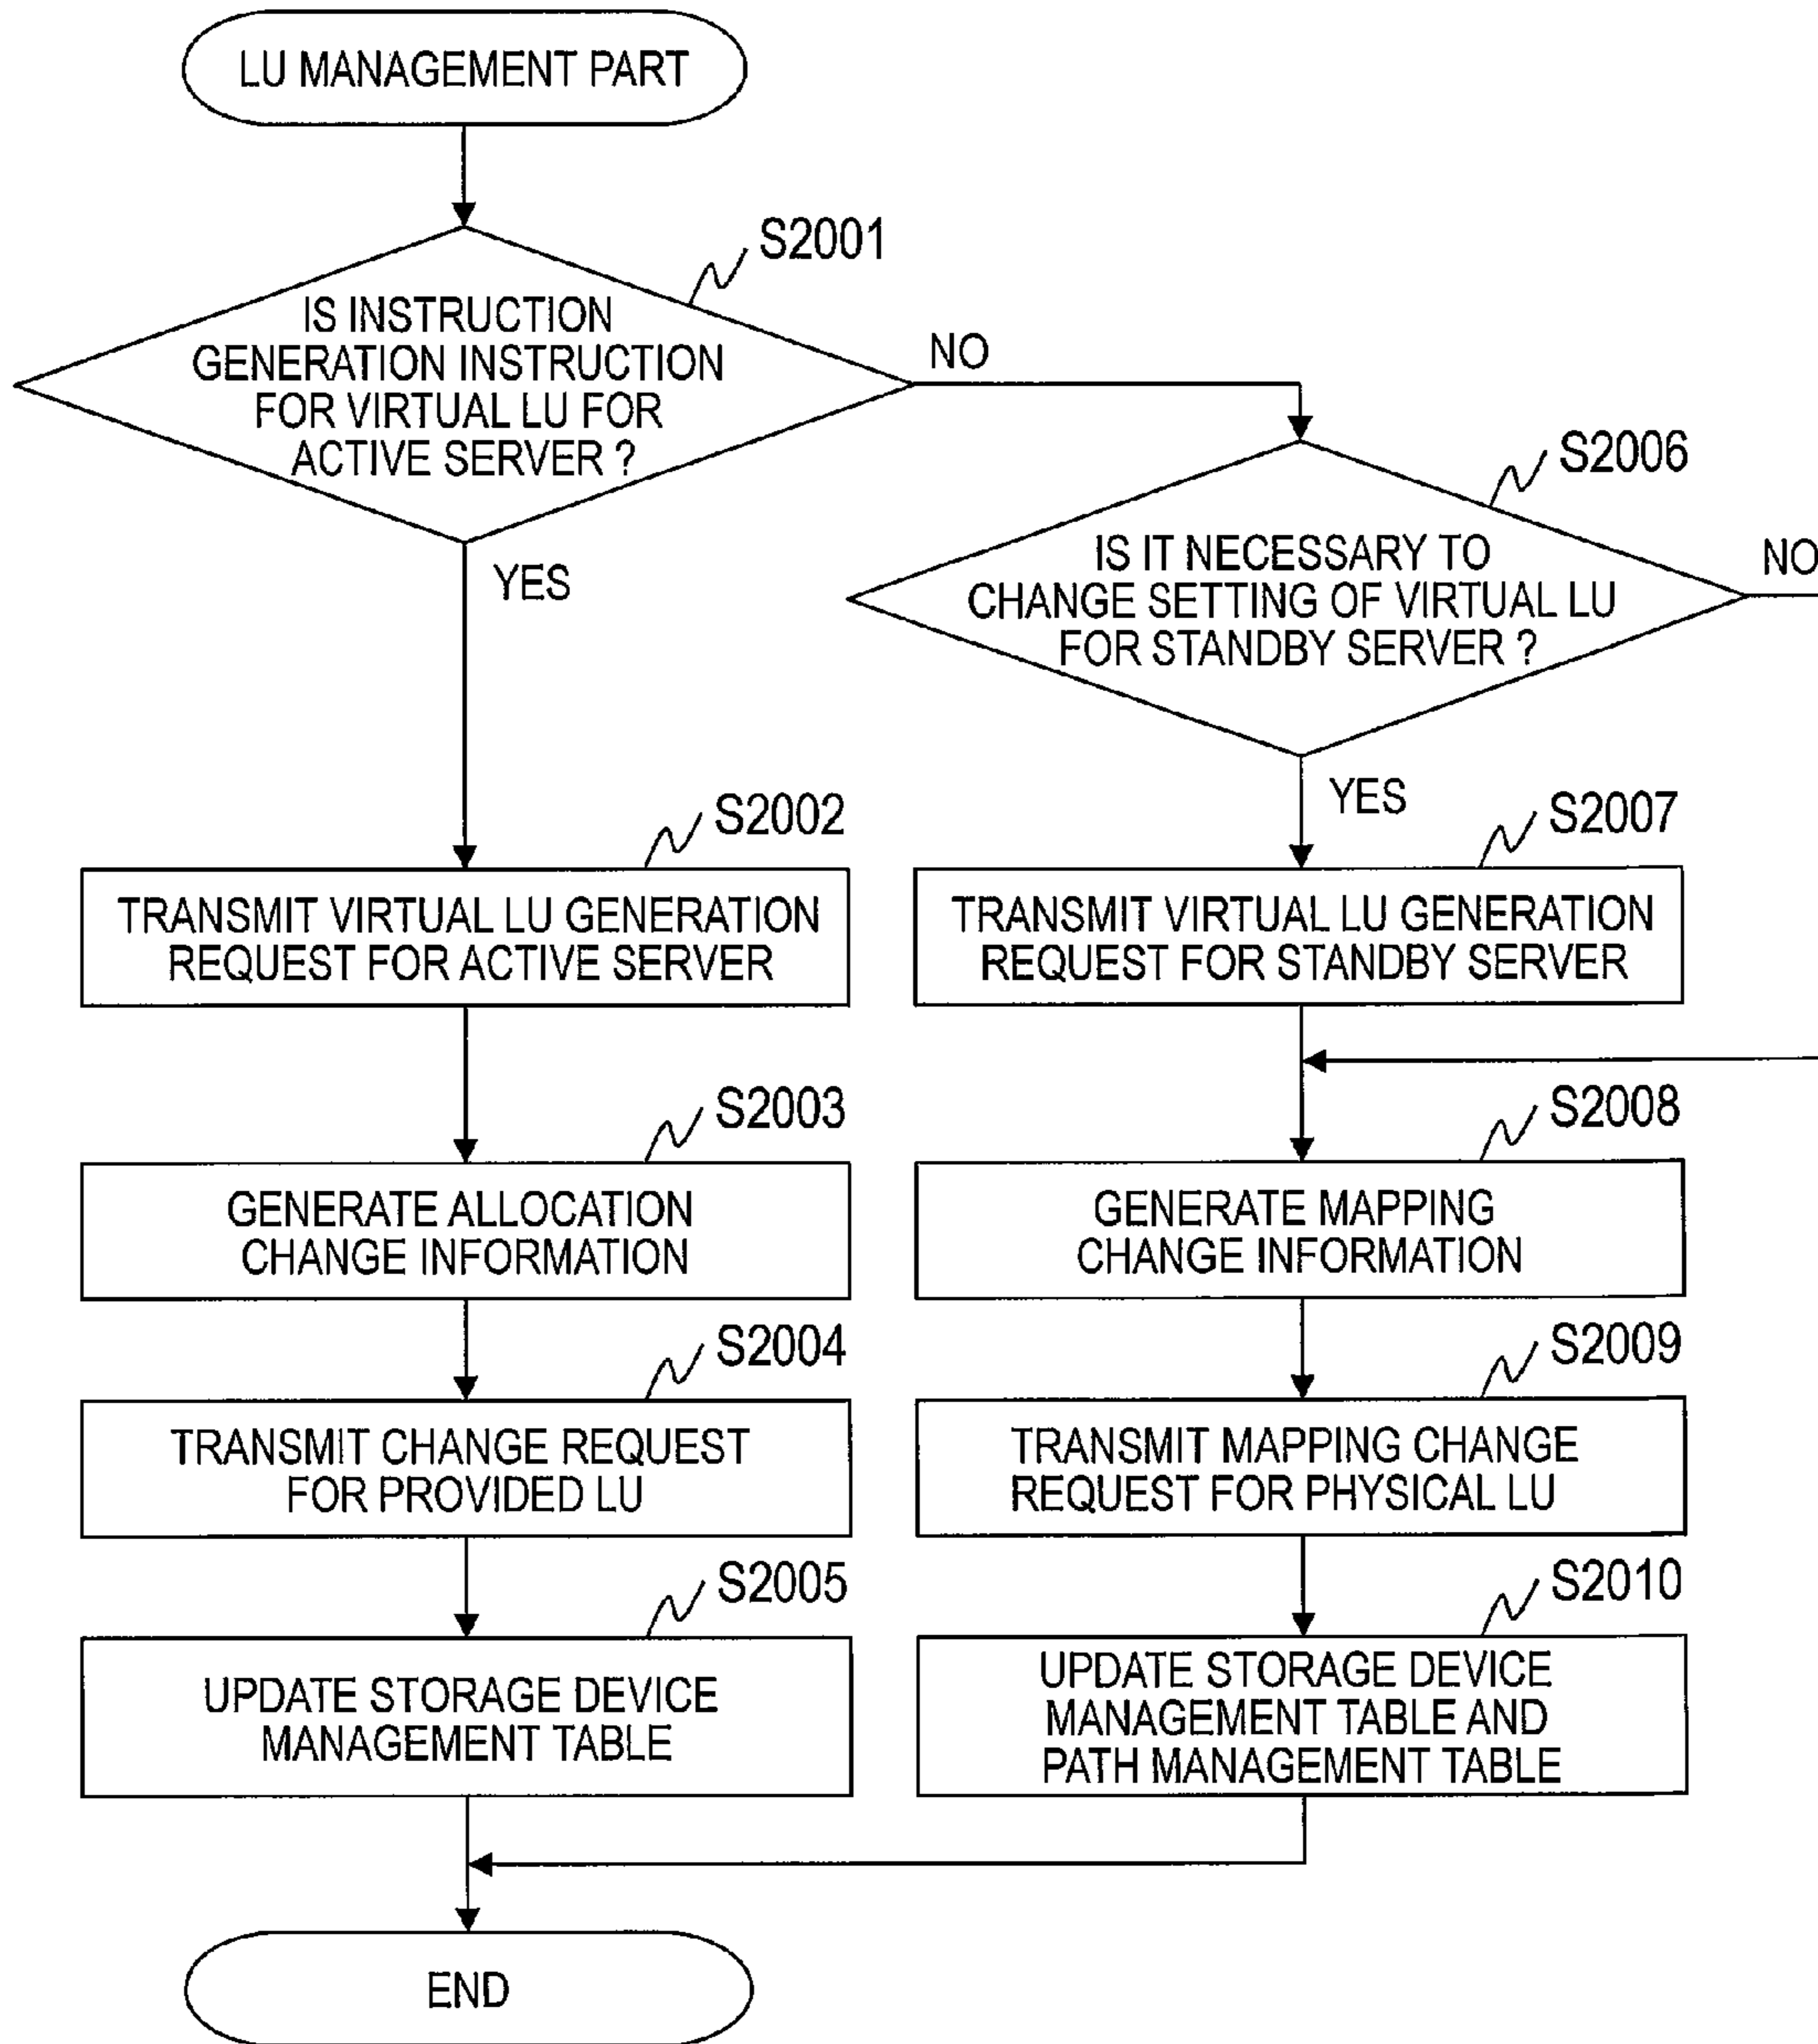 LU MANAGEMENT PART
S2001
IS INSTRUCTION
GENERATION INSTRUCTION
FOR VIRTUAL LU FOR
ACTIVE SERVER ?
NO
YES
S2006
IS IT NECESSARY TO
CHANGE SETTING OF VIRTUAL LU
FOR STANDBY SERVER ?
NO
YES
S2002
TRANSMIT VIRTUAL LU GENERATION
REQUEST FOR ACTIVE SERVER
S2007
TRANSMIT VIRTUAL LU GENERATION
REQUEST FOR STANDBY SERVER
S2003
GENERATE ALLOCATION
CHANGE INFORMATION
S2008
GENERATE MAPPING
CHANGE INFORMATION
S2004
TRANSMIT CHANGE REQUEST
FOR PROVIDED LU
S2009
TRANSMIT MAPPING CHANGE
REQUEST FOR PHYSICAL LU
S2005
UPDATE STORAGE DEVICE
MANAGEMENT TABLE
S2010
UPDATE STORAGE DEVICE
MANAGEMENT TABLE AND
PATH MANAGEMENT TABLE
END